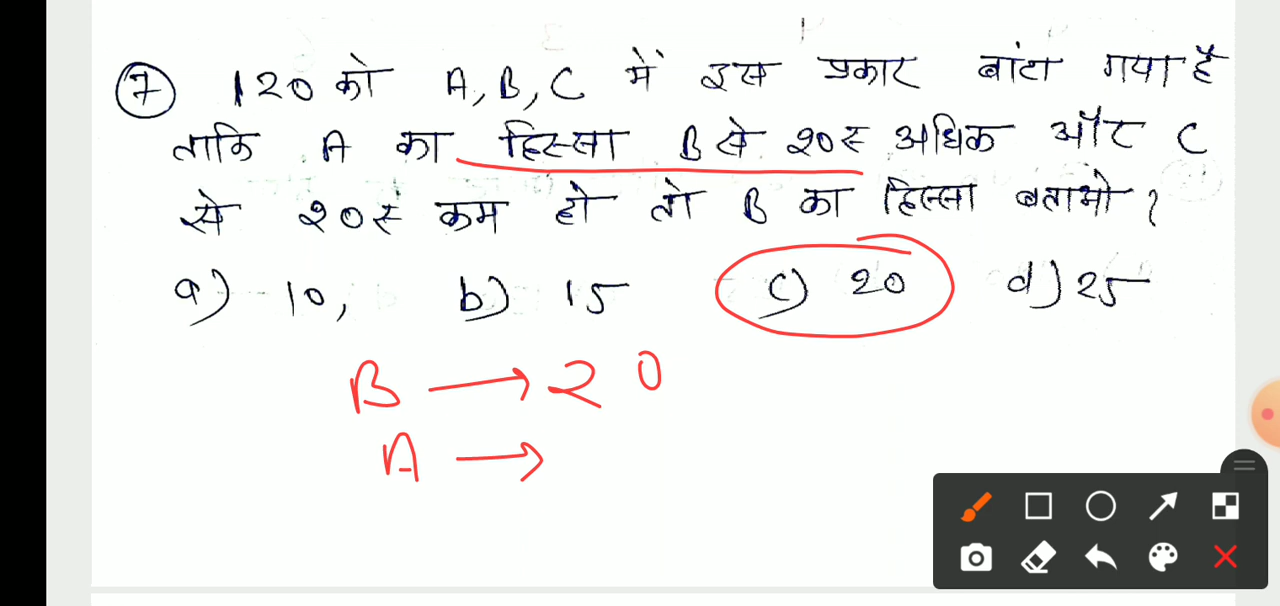 ⑦ 120 को A, B, C में इस प्रकार बांटा गया है
ताकि A का हिस्सा B से 20 रु अधिक और C
से 20 रु कम हो तो B का हिस्सा बताओ ?
a) 10, b) 15 c) 20 d) 25
B → 20
A →